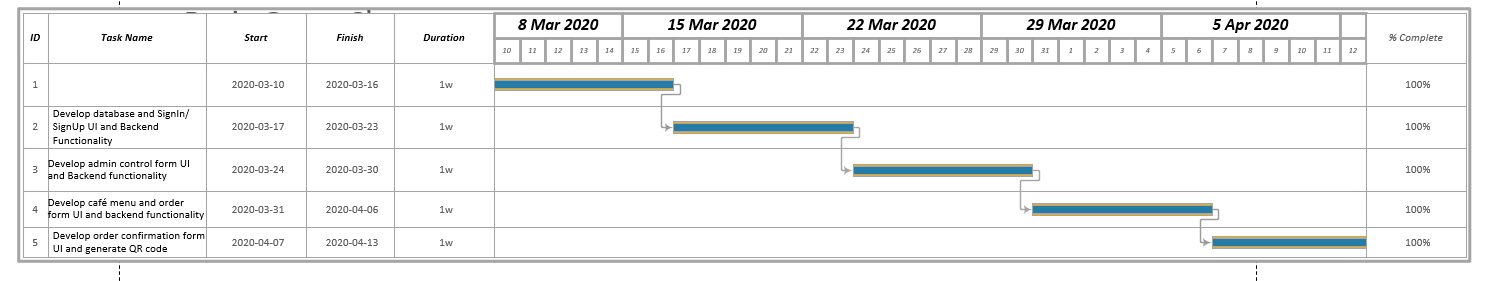 ID Task Name Start Finish Duration 8 Mar 2020 15 Mar 2020 22 Mar 2020 29 Mar 2020 5 Apr 2020 % Complete
10 11 12 13 14 15 16 17 18 19 20 21 22 23 24 25 26 27 28 29 30 31 1 2 3 4 5 6 7 8 9 10 11 12
1 2020-03-10 2020-03-16 1w 100%
Develop database and SignIn/
2 SignUp UI and Backend 2020-03-17 2020-03-23 1w 100%
Functionality
Develop admin control form UI
3 2020-03-24 2020-03-30 1w 100%
and Backend functionality
Develop café menu and order
4 2020-03-31 2020-04-06 1w 100%
form UI and backend functionality
Develop order confirmation form
5 2020-04-07 2020-04-13 1w 100%
UI and generate QR code